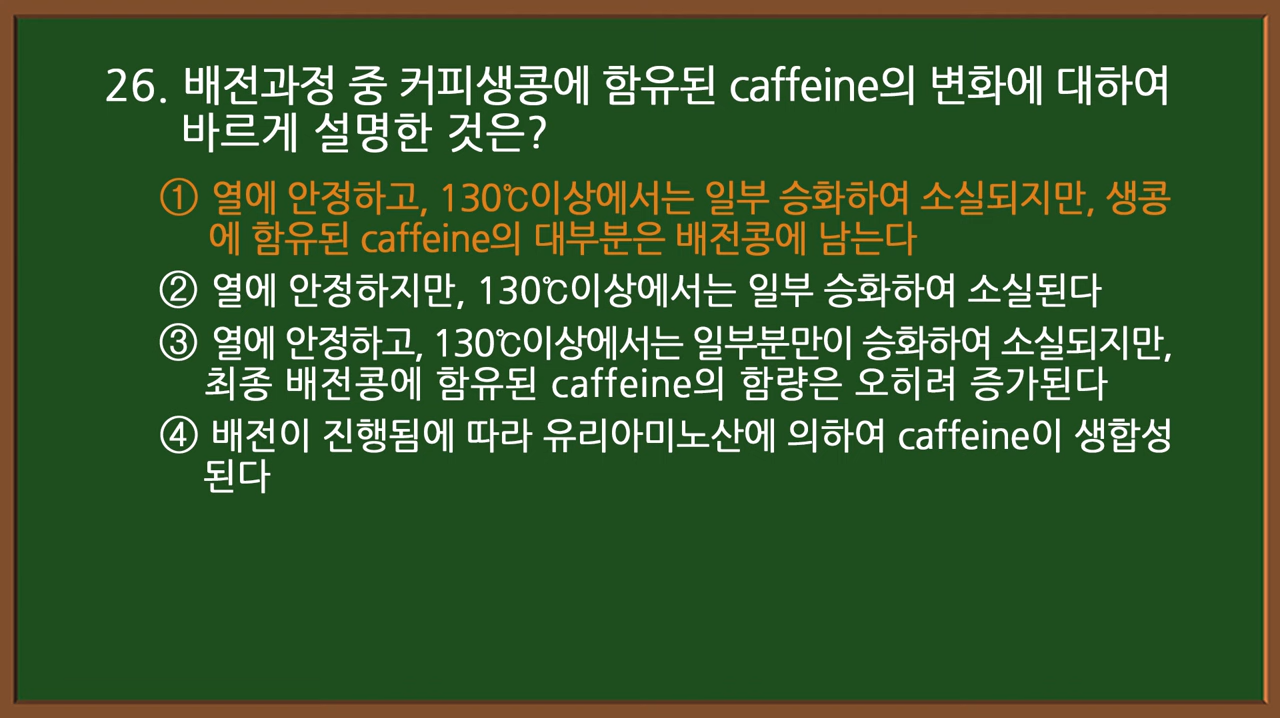 26. 배전과정 중 커피생콩에 함유된 caffeine의 변화에 대하여
바르게 설명한 것은?
① 열에 안정하고, 130℃이상에서는 일부 승화하여 소실되지만, 생콩
에 함유된 caffeine의 대부분은 배전콩에 남는다
② 열에 안정하지만, 130℃이상에서는 일부 승화하여 소실된다
③ 열에 안정하고, 130℃이상에서는 일부분만이 승화하여 소실되지만,
최종 배전콩에 함유된 caffeine의 함량은 오히려 증가된다
④ 배전이 진행됨에 따라 유리아미노산에 의하여 caffeine이 생합성
된다